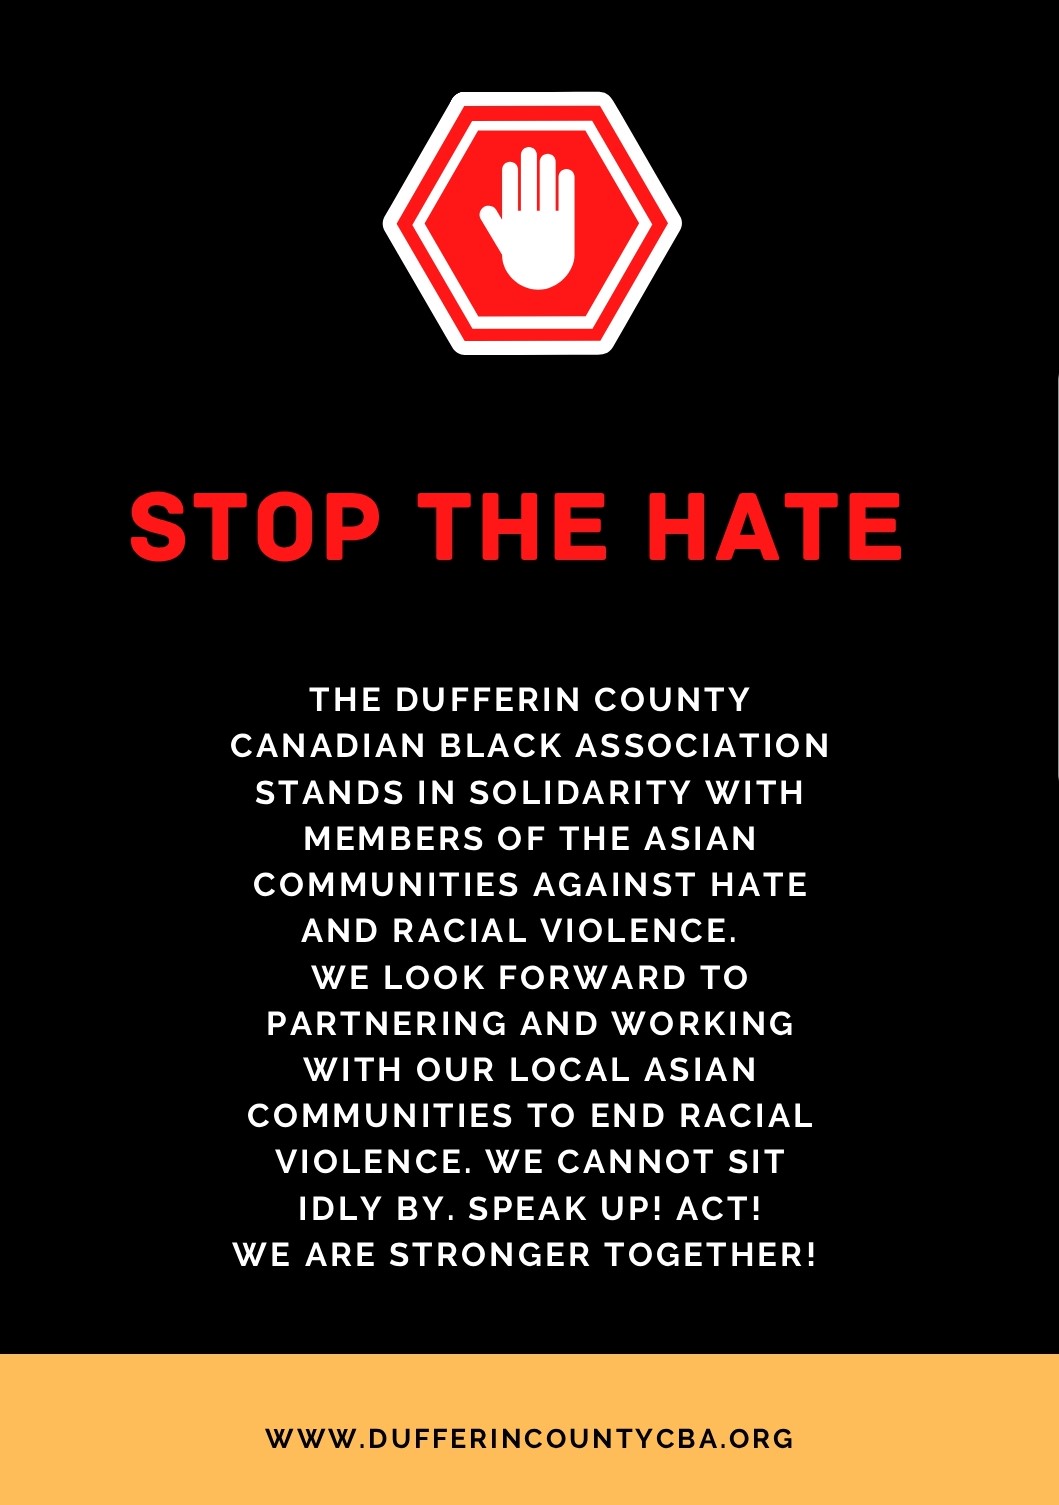 STOP THE HATE
THE DUFFERIN COUNTY
CANADIAN BLACK ASSOCIATION
STANDS IN SOLIDARITY WITH
MEMBERS OF THE ASIAN
COMMUNITIES AGAINST HATE
AND RACIAL VIOLENCE.
WE LOOK FORWARD TO
PARTNERING AND WORKING
WITH OUR LOCAL ASIAN
COMMUNITIES TO END RACIAL
VIOLENCE. WE CANNOT SIT
IDLY BY. SPEAK UP! ACT!
WE ARE STRONGER TOGETHER!
WWW.DUFFERINCOUNTYCBA.ORG